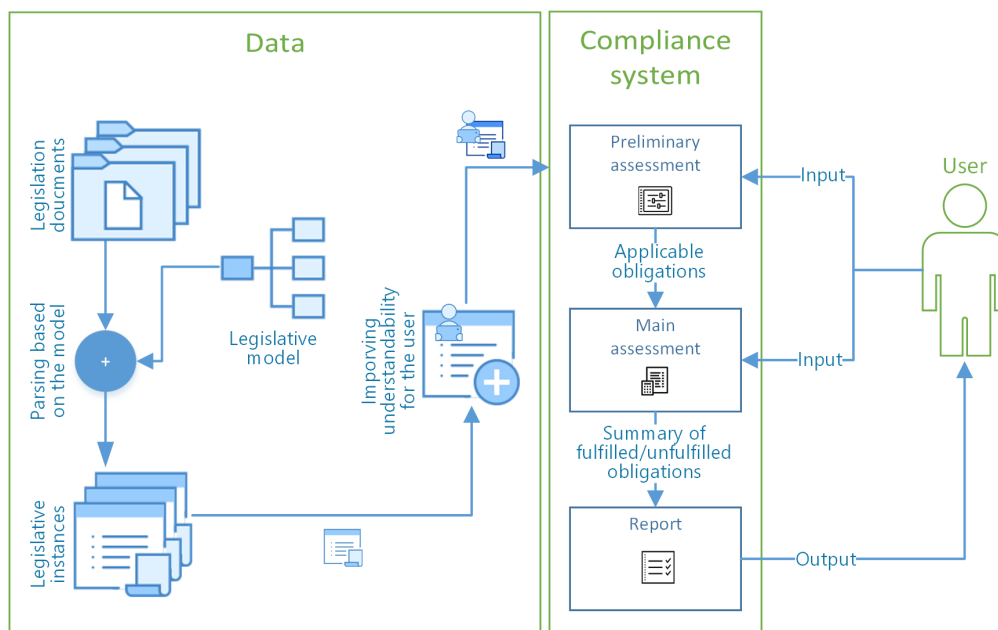 Data
Legislation
doucments
Parsing based
on the model
+
Legislative
model
Legislative
instances
Imporving
understandability
for the user
Compliance
system
Preliminary
assessment
Applicable
obligations
Main
assessment
Summary of
fulfilled/unfulfilled
obligations
Report
Input
Input
Output
User